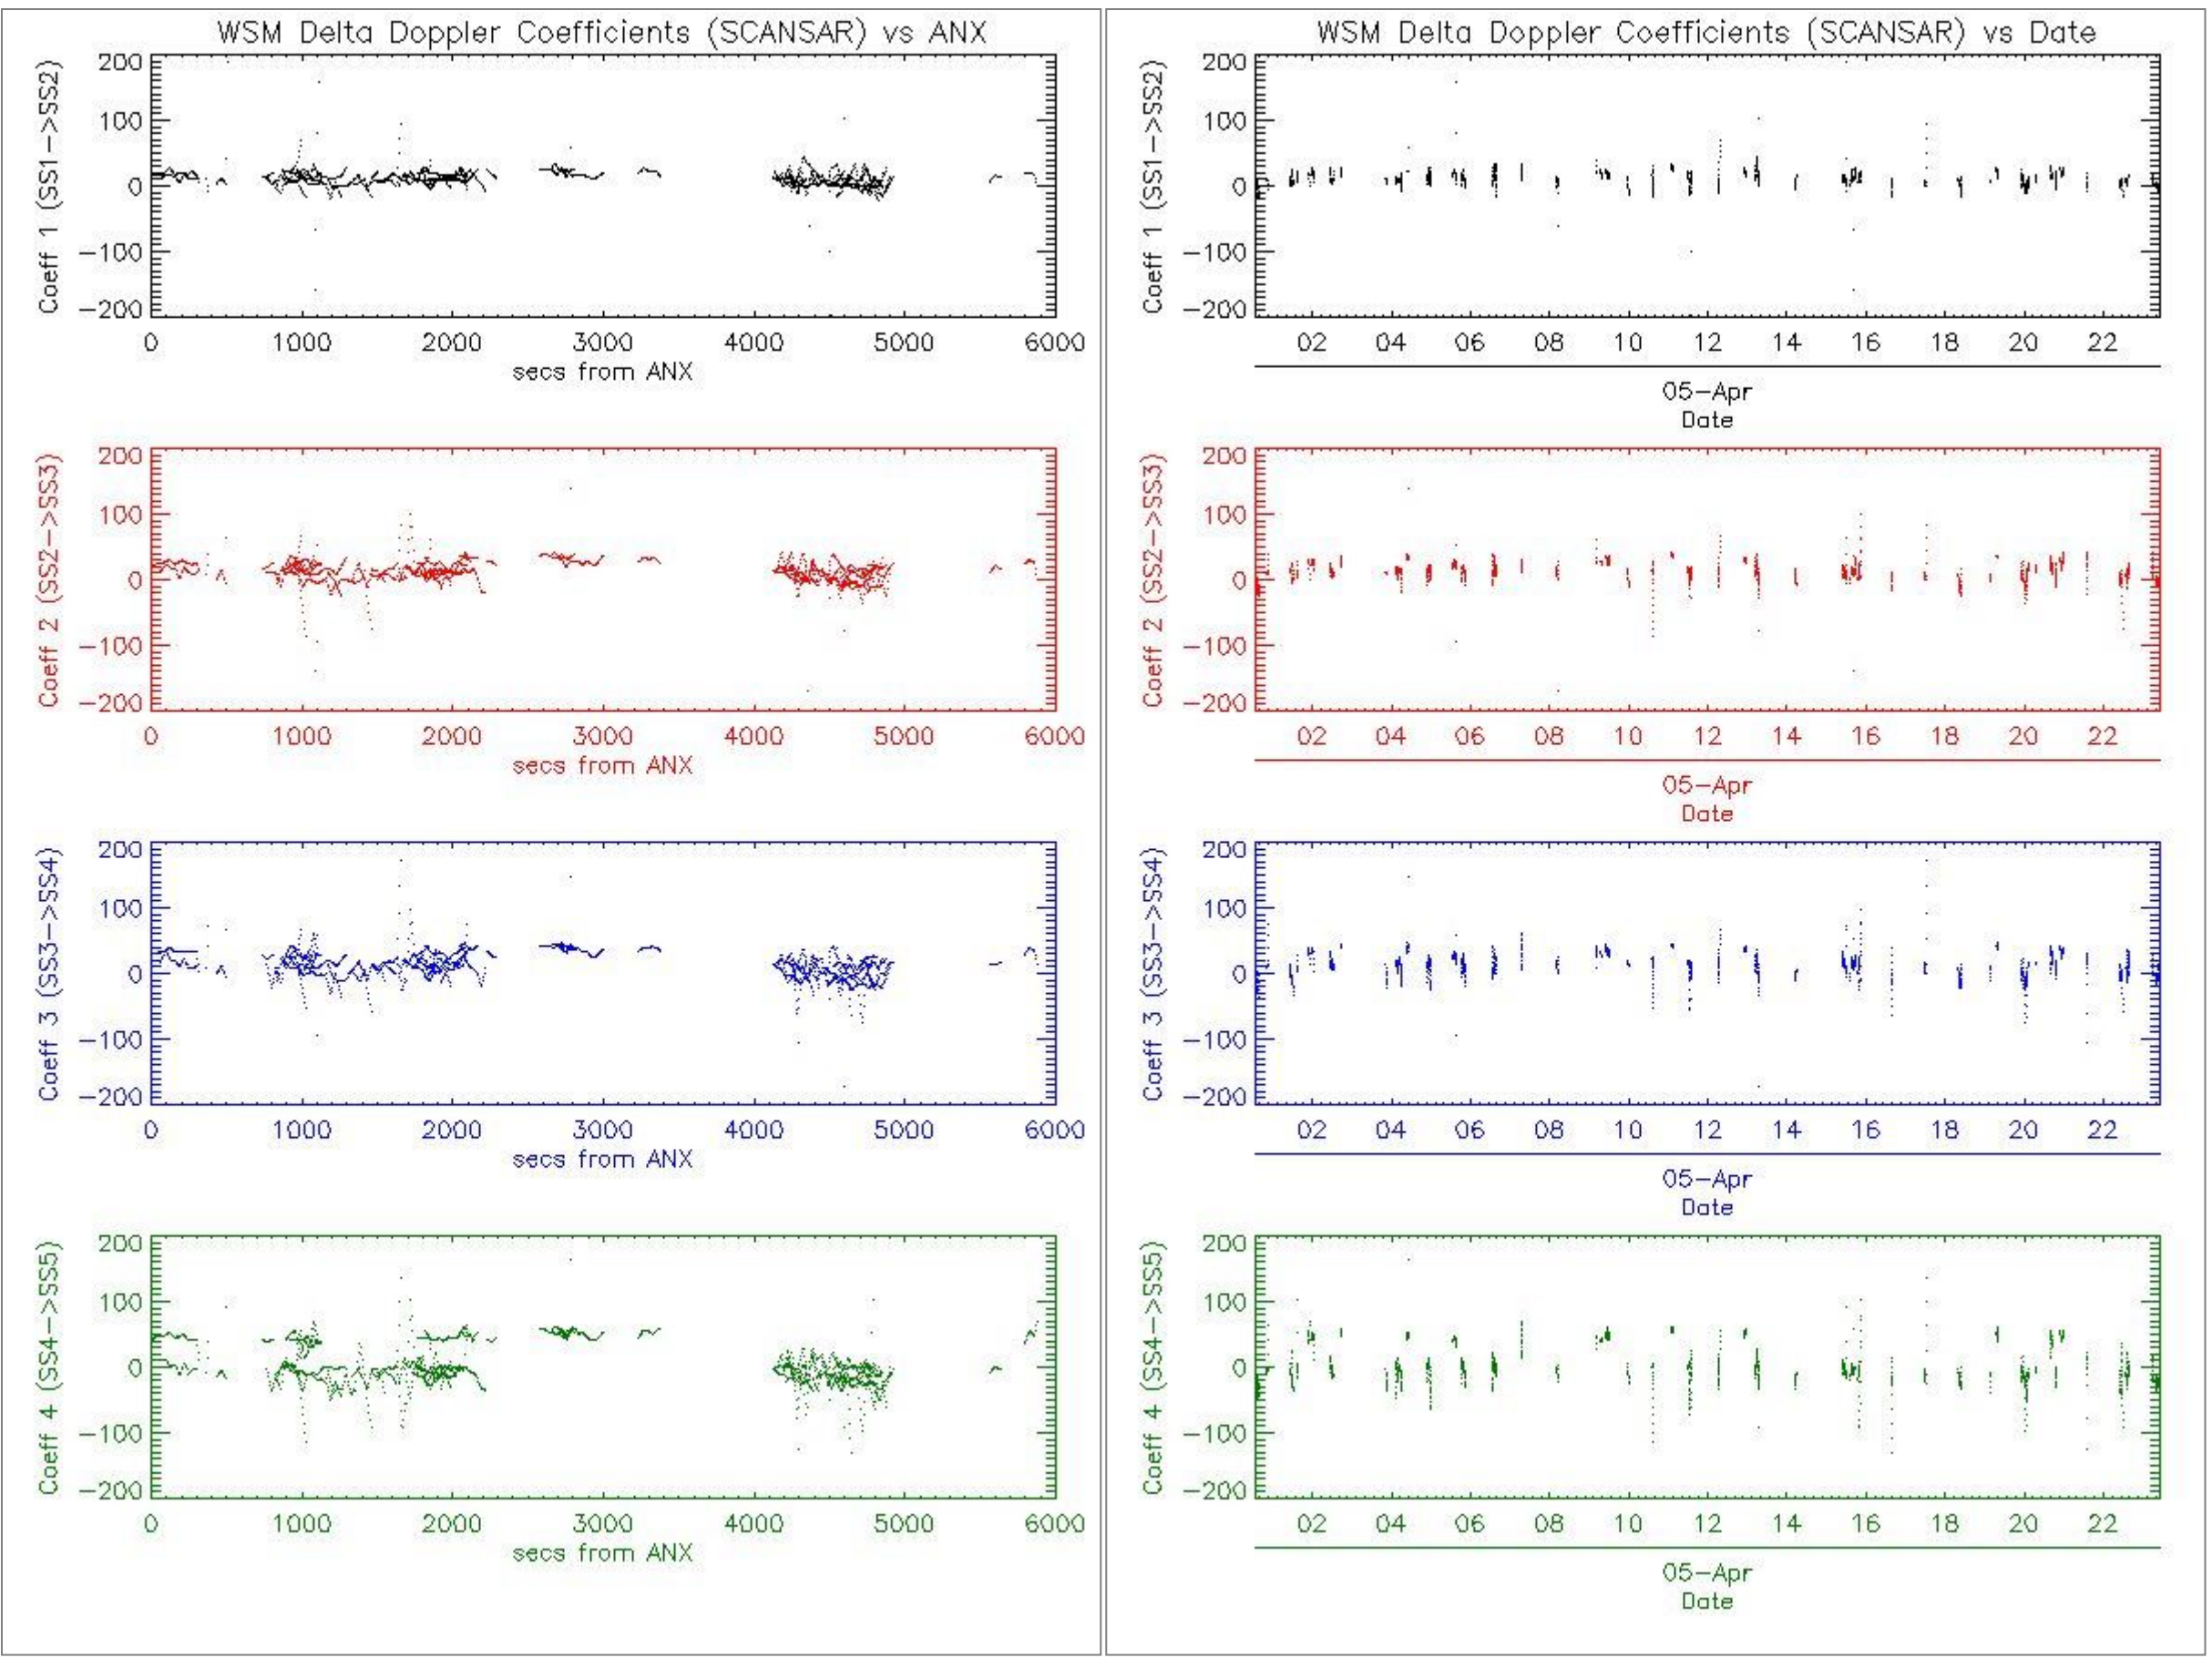 WSM Delta Doppler Coefficients (SCANSAR) vs ANX
Coeff 1 (SS1->SS2)
200
100
0
-100
-200
0 1000 2000 3000 4000 5000 6000
secs from ANX
Coeff 2 (SS2->SS3)
200
100
0
-100
-200
0 1000 2000 3000 4000 5000 6000
secs from ANX
Coeff 3 (SS3->SS4)
200
100
0
-100
-200
0 1000 2000 3000 4000 5000 6000
secs from ANX
Coeff 4 (SS4->SS5)
200
100
0
-100
-200
0 1000 2000 3000 4000 5000 6000
secs from ANX
WSM Delta Doppler Coefficients (SCANSAR) vs Date
Coeff 1 (SS1->SS2)
200
100
0
-100
-200
02 04 06 08 10 12 14 16 18 20 22
05-Apr
Date
Coeff 2 (SS2->SS3)
200
100
0
-100
-200
02 04 06 08 10 12 14 16 18 20 22
05-Apr
Date
Coeff 3 (SS3->SS4)
200
100
0
-100
-200
02 04 06 08 10 12 14 16 18 20 22
05-Apr
Date
Coeff 4 (SS4->SS5)
200
100
0
-100
-200
02 04 06 08 10 12 14 16 18 20 22
05-Apr
Date